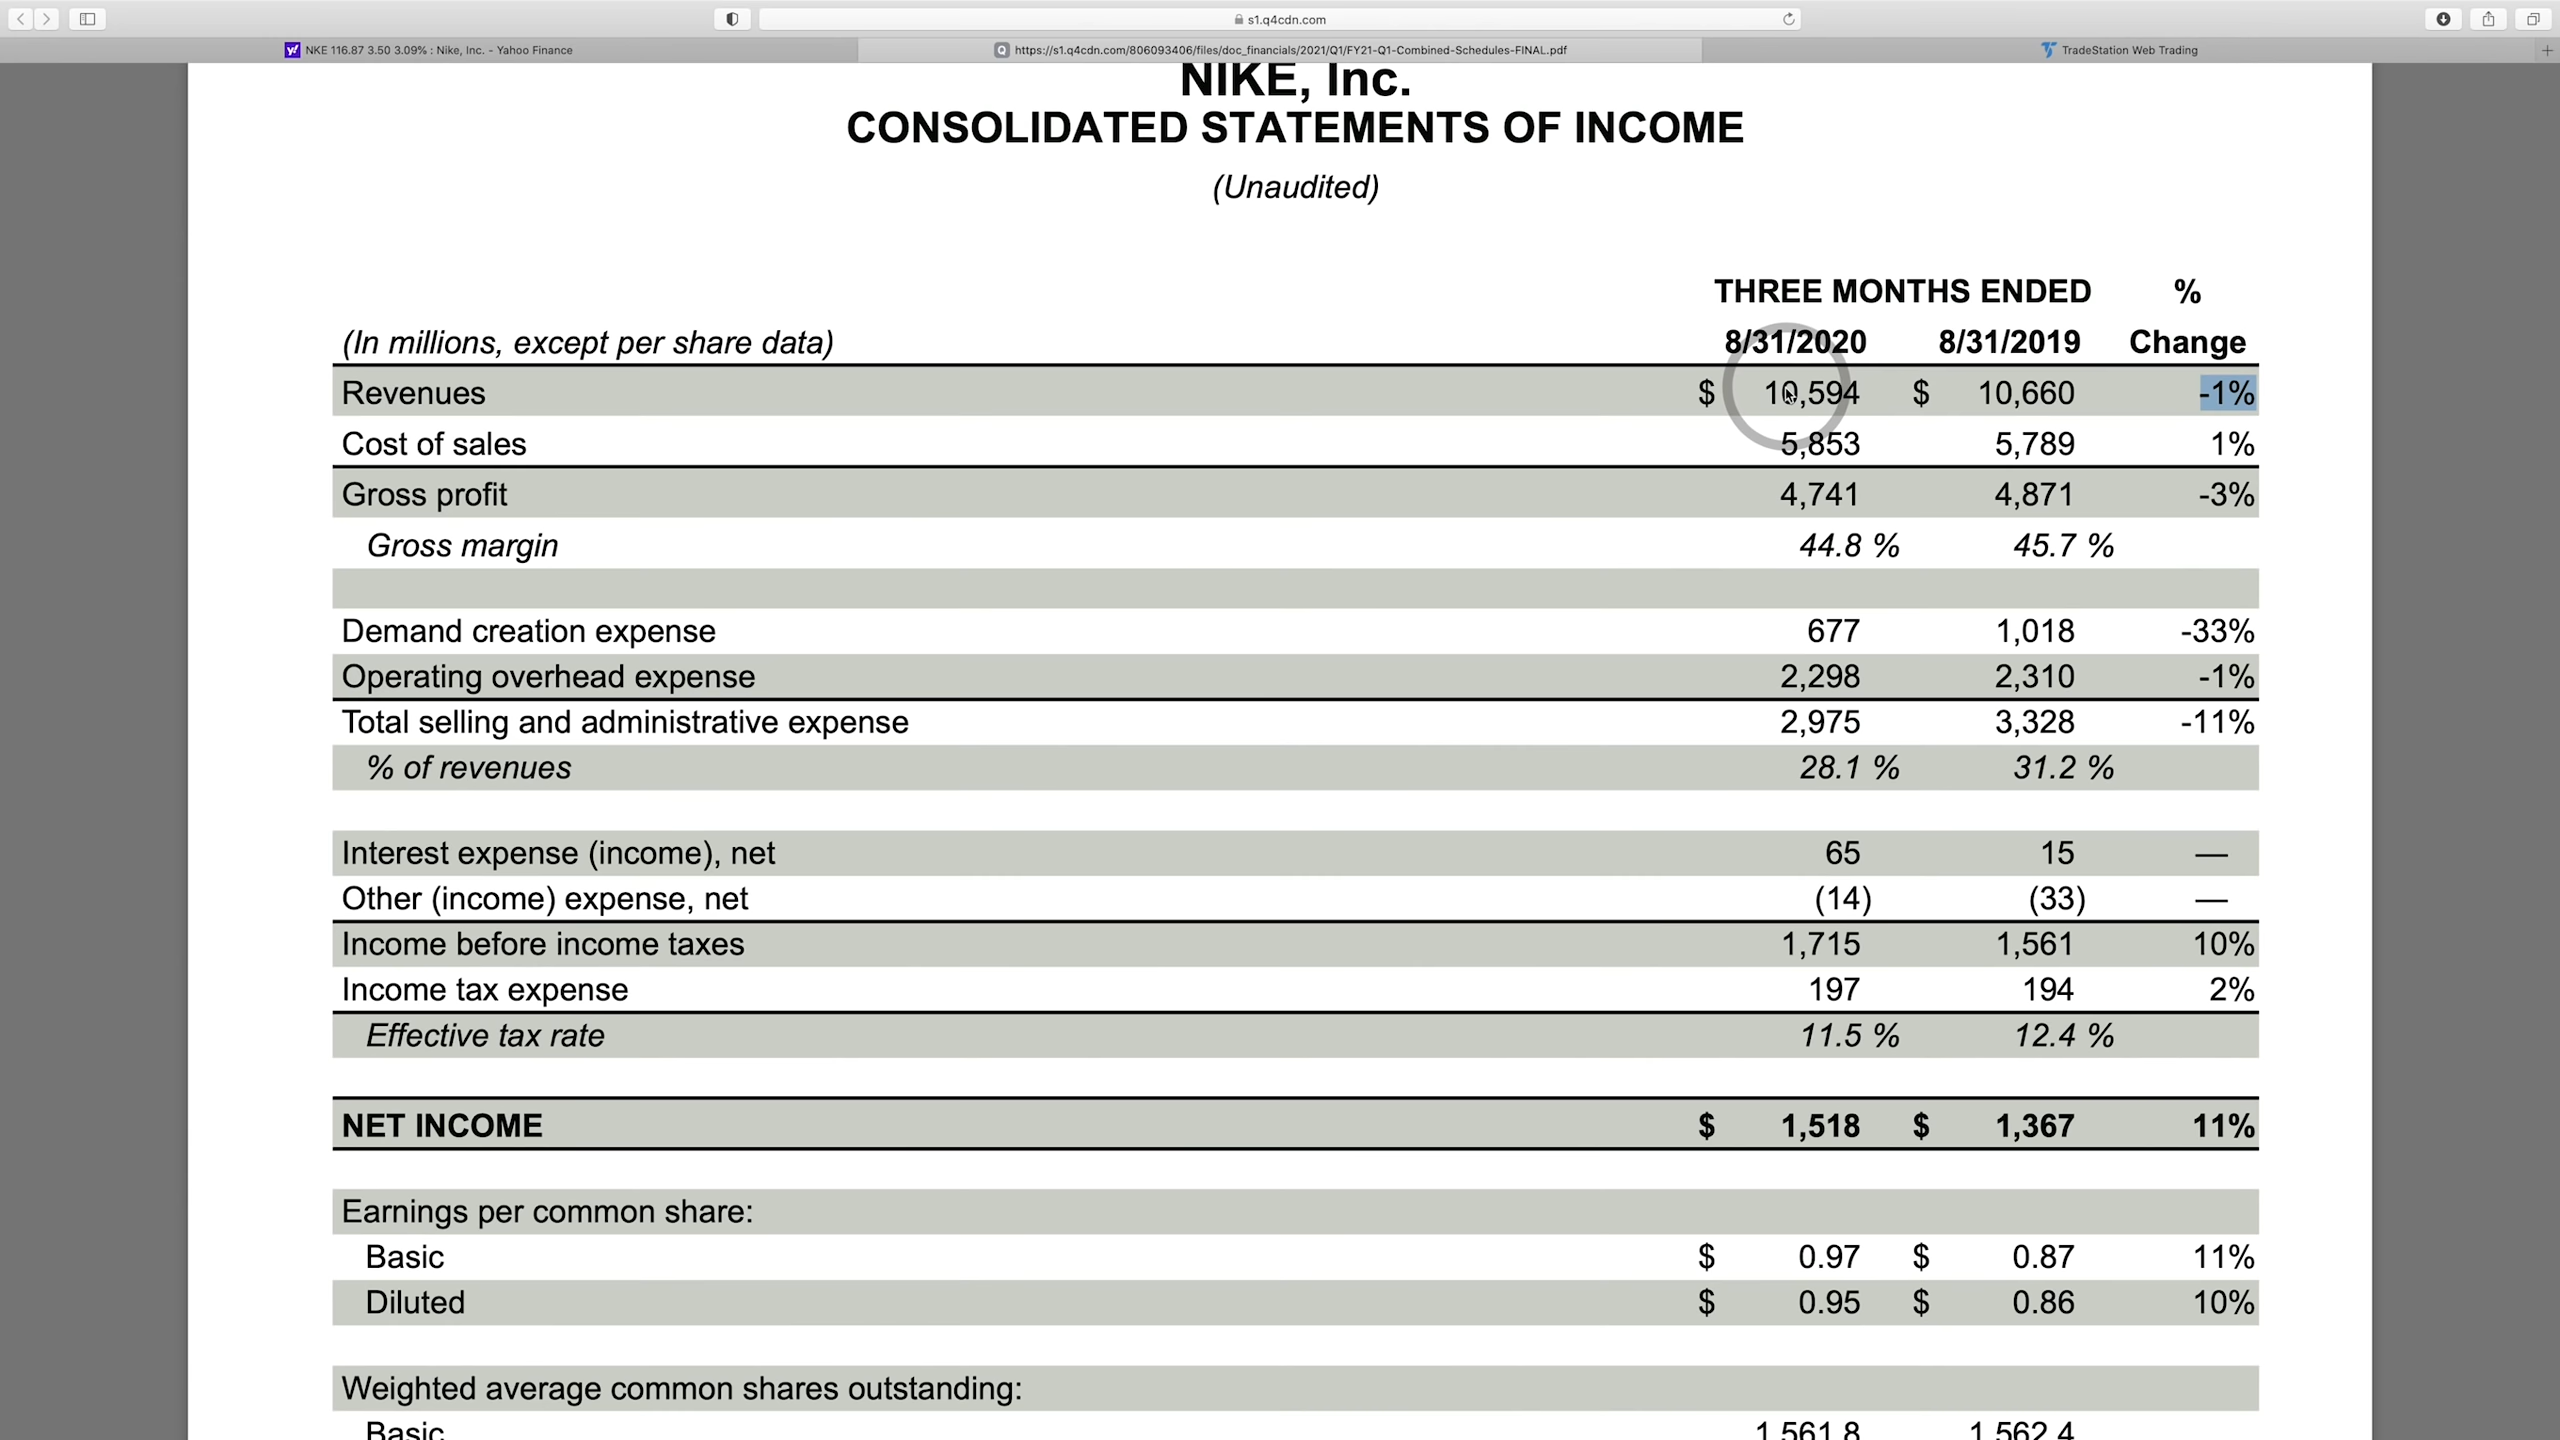 s1.q4cdn.com
NKE 116.87 3.50 3.09% : Nike, Inc. - Yahoo Finance
https://s1.q4cdn.com/806093406/files/doc_financials/2021/Q1/FY21-Q1-Combined-Schedules-FINAL.pdf
TradeStation Web Trading
NIKE, Inc.
CONSOLIDATED STATEMENTS OF INCOME
(Unaudited)
THREE MONTHS ENDED %
(In millions, except per share data) 8/31/2020 8/31/2019 Change
Revenues $ 10,594 $ 10,660 -1%
Cost of sales 5,853 5,789 1%
Gross profit 4,741 4,871 -3%
Gross margin 44.8 % 45.7 %
Demand creation expense 677 1,018 -33%
Operating overhead expense 2,298 2,310 -1%
Total selling and administrative expense 2,975 3,328 -11%
% of revenues 28.1 % 31.2 %
Interest expense (income), net 65 15 —
Other (income) expense, net (14) (33) —
Income before income taxes 1,715 1,561 10%
Income tax expense 197 194 2%
Effective tax rate 11.5 % 12.4 %
NET INCOME $ 1,518 $ 1,367 11%
Earnings per common share:
Basic $ 0.97 $ 0.87 11%
Diluted $ 0.95 $ 0.86 10%
Weighted average common shares outstanding:
Basic 1,561.8 1,562.4